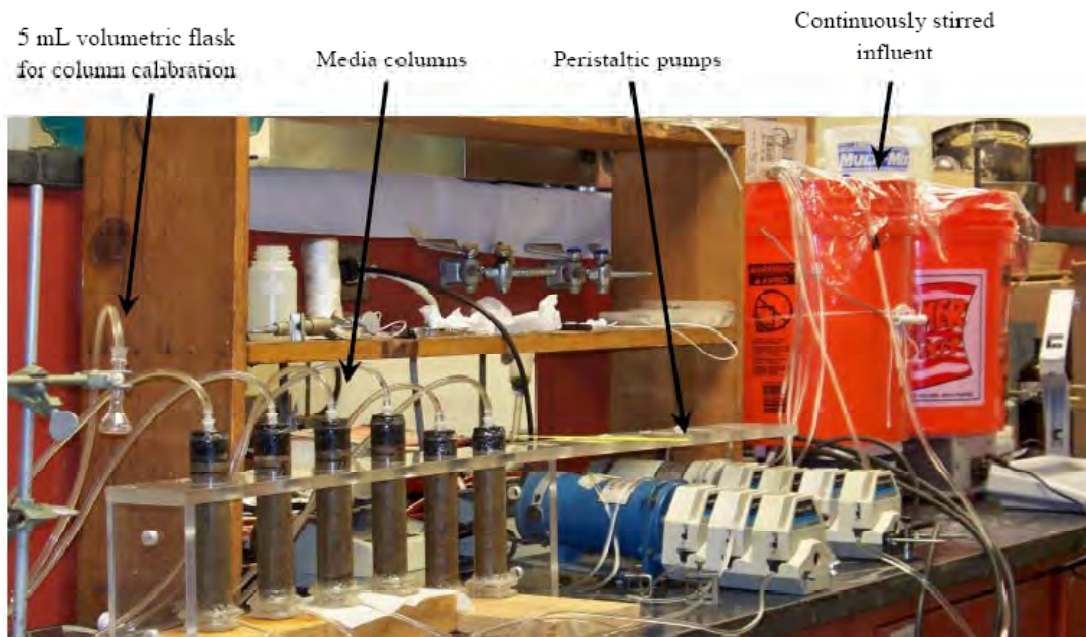 5 mL volumetric flask
for column calibration
Media columns
Peristaltic pumps
Continuously stirred
influent